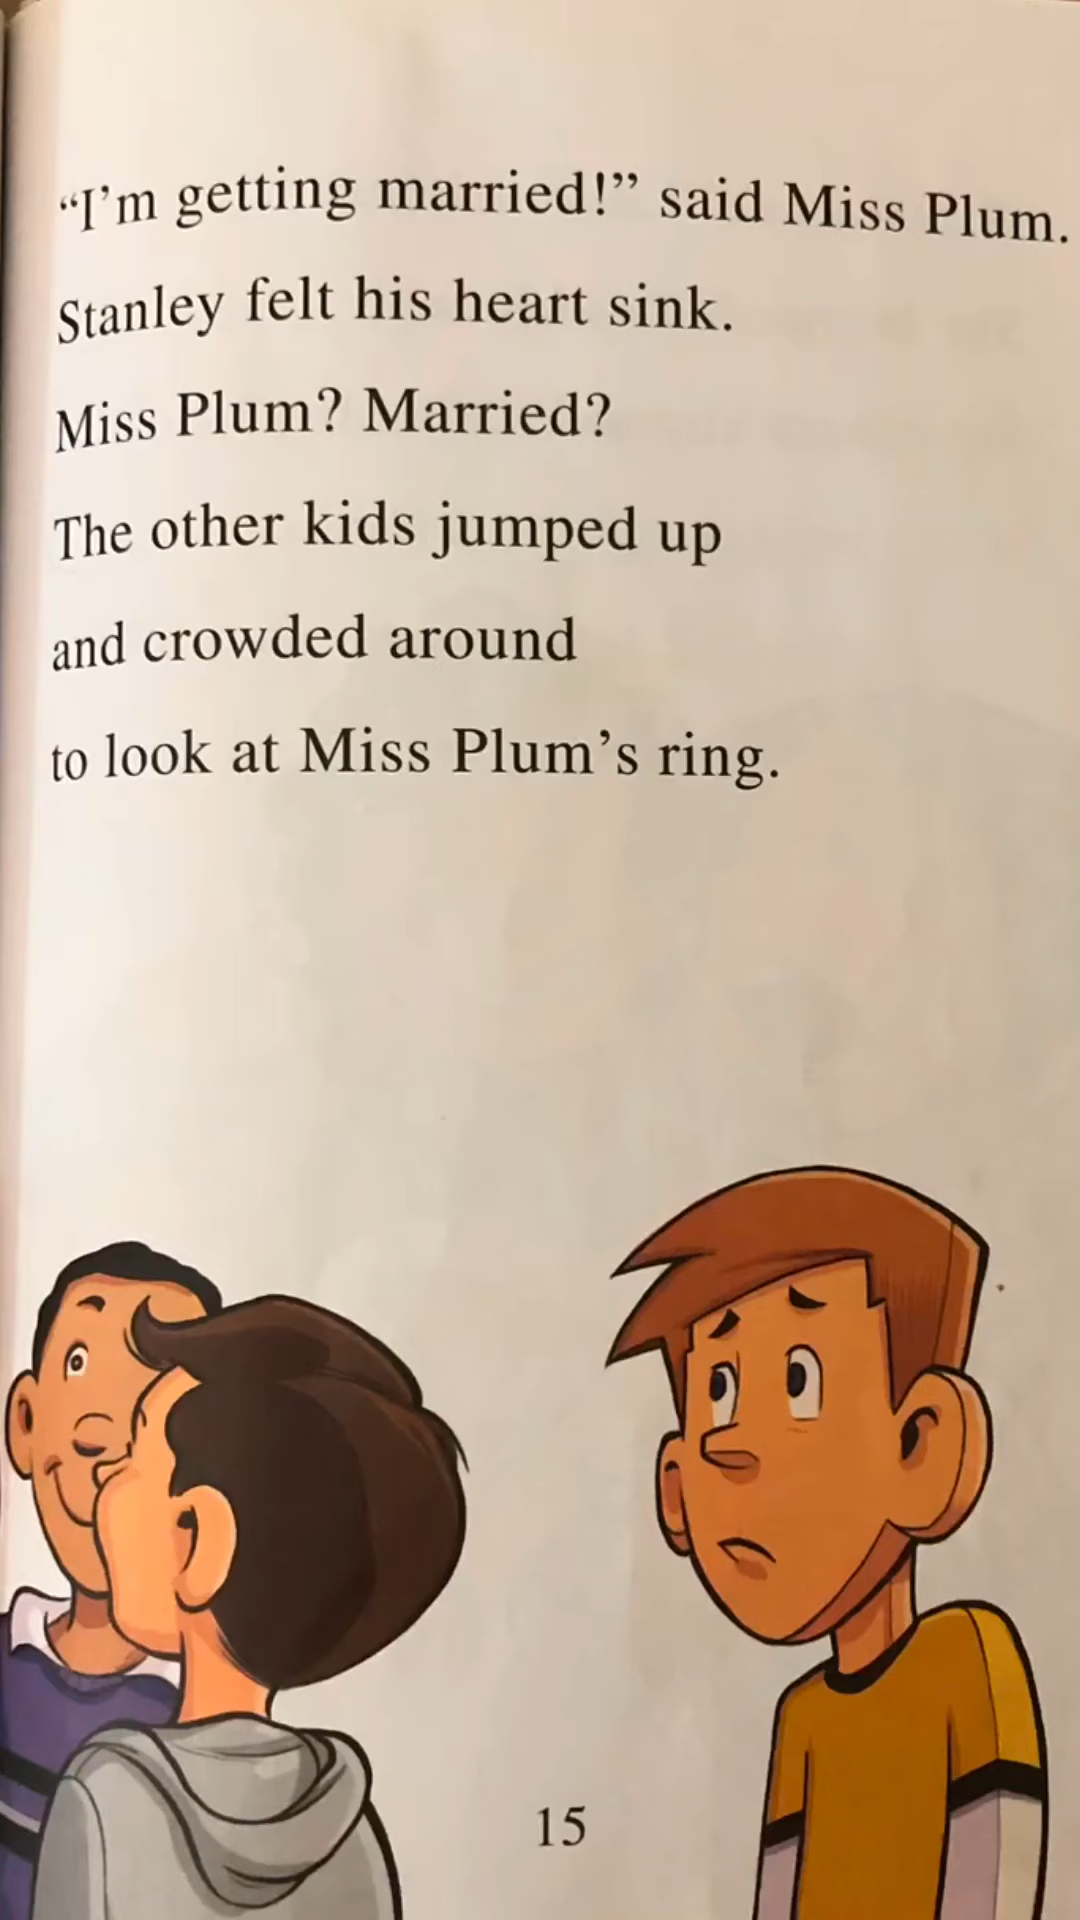 “I’m getting married!” said Miss Plum.
Stanley felt his heart sink.
Miss Plum? Married?
The other kids jumped up
and crowded around
to look at Miss Plum’s ring.
15